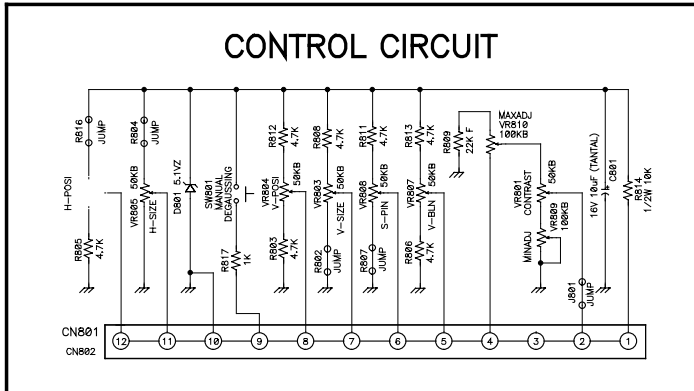 CONTROL CIRCUIT
R816
JUMP
H-POSI
R805
4.7K
R804
JUMP
VR805 50KB
H-SIZE
D801 5.1VZ
SW801
MANUAL
DEGAUSSING
R817
1K
R812
4.7K
VR804
V-POSI
50KB
R803
4.7K
R808
4.7K
VR803
50KB
V-SIZE
R802
JUMP
R811
4.7K
VR808
50KB
S-PIN
R807
JUMP
R813
4.7K
VR807
50KB
V-BLN
R806
4.7K
R809
22K F
MAXADJ
VR810
100KB
VR801
CONTRAST
50KB
MINADJ
VR809
100KB
J801
JUMP
16V 10uF (TANTAL)
C801
R814
1/2W 10K
CN801
CN802
12 11 10 9 8 7 6 5 4 3 2 1